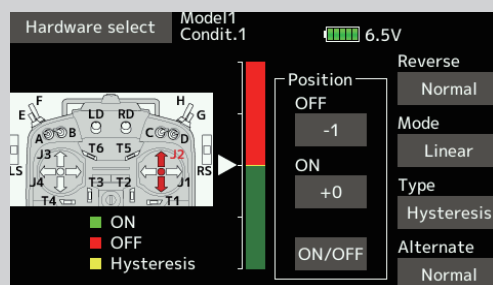 Hardware select
Model1
Condit.1
6.5V
Reverse
Normal
Mode
Linear
Type
Hysteresis
Alternate
Normal
Position
OFF
-1
ON
+0
ON/OFF
F
E
LD RD
H
G
A B
C D
T6 T5
J3
J2
LS
RS
J4
T3 T2
J1
T4
T1
ON
OFF
Hysteresis